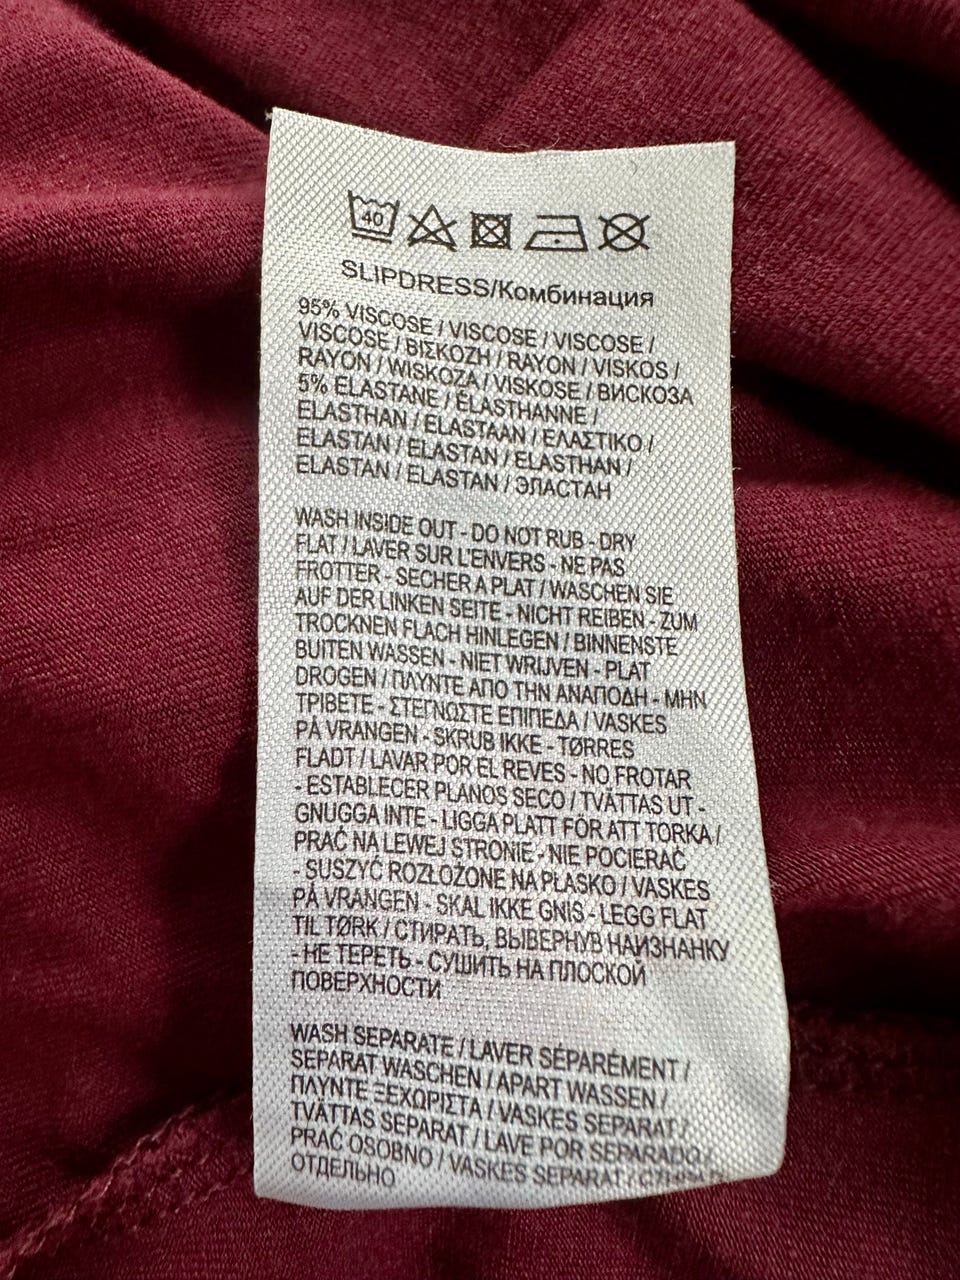 40
SLIPDRESS/Комбинация
95% VISCOSE / VISCOSE / VISCOSE /
VISCOSE / ΒΙΣΚΟΖΗ / RAYON / VISKOS /
RAYON / WISKOZA / VISKOSE / ВИСКОЗА
5% ELASTANE / ÉLASTHANNE /
ELASTHAN / ELASTAAN / ΕΛΑΣΤΙΚΟ /
ELASTAN / ELASTAN / ELASTHAN /
ELASTAN / ELASTAN / ЭЛАСТАН
WASH INSIDE OUT - DO NOT RUB - DRY
FLAT / LAVER SUR L'ENVERS - NE PAS
FROTTER - SECHER A PLAT / WASCHEN SIE
AUF DER LINKEN SEITE - NICHT REIBEN - ZUM
TROCKNEN FLACH HINLEGEN / BINNENSTE
BUITEN WASSEN - NIET WRIJVEN - PLAT
DROGEN / ΠΛΥΝΤΕ ΑΠΟ ΤΗΝ ΑΝΑΠΟΔΗ - ΜΗΝ
ΤΡΙΒΕΤΕ - ΣΤΕΓΝΩΣΤΕ ΕΠΙΠΕΔΑ / VASKES
PÅ VRANGEN - SKRUB IKKE - TØRRES
FLADT / LAVAR POR EL REVES - NO FROTAR
- ESTABLECER PLANOS SECO / TVÄTTAS UT -
GNUGGA INTE - LIGGA PLATT FÖR ATT TORKA /
PRAĆ NA LEWEJ STRONIE - NIE POCIERAĆ
- SUSZYĆ ROZŁOŻONE NA PŁASKO / VASKES
PÅ VRANGEN - SKAL IKKE GNIS - LEGG FLAT
TIL TØRK / СТИРАТЬ, ВЫВЕРНУВ НАИЗНАНКУ
- НЕ ТЕРЕТЬ - СУШИТЬ НА ПЛОСКОЙ
ПОВЕРХНОСТИ
WASH SEPARATE / LAVER SÉPARÉMENT /
SEPARAT WASCHEN / APART WASSEN /
ΠΛΥΝΤΕ ΞΕΧΩΡΙΣΤΑ / VASKES SEPARAT /
TVÄTTAS SEPARAT / LAVE POR SEPARADO /
PRAĆ OSOBNO / VASKES SEPARAT /
ОТДЕЛЬНО